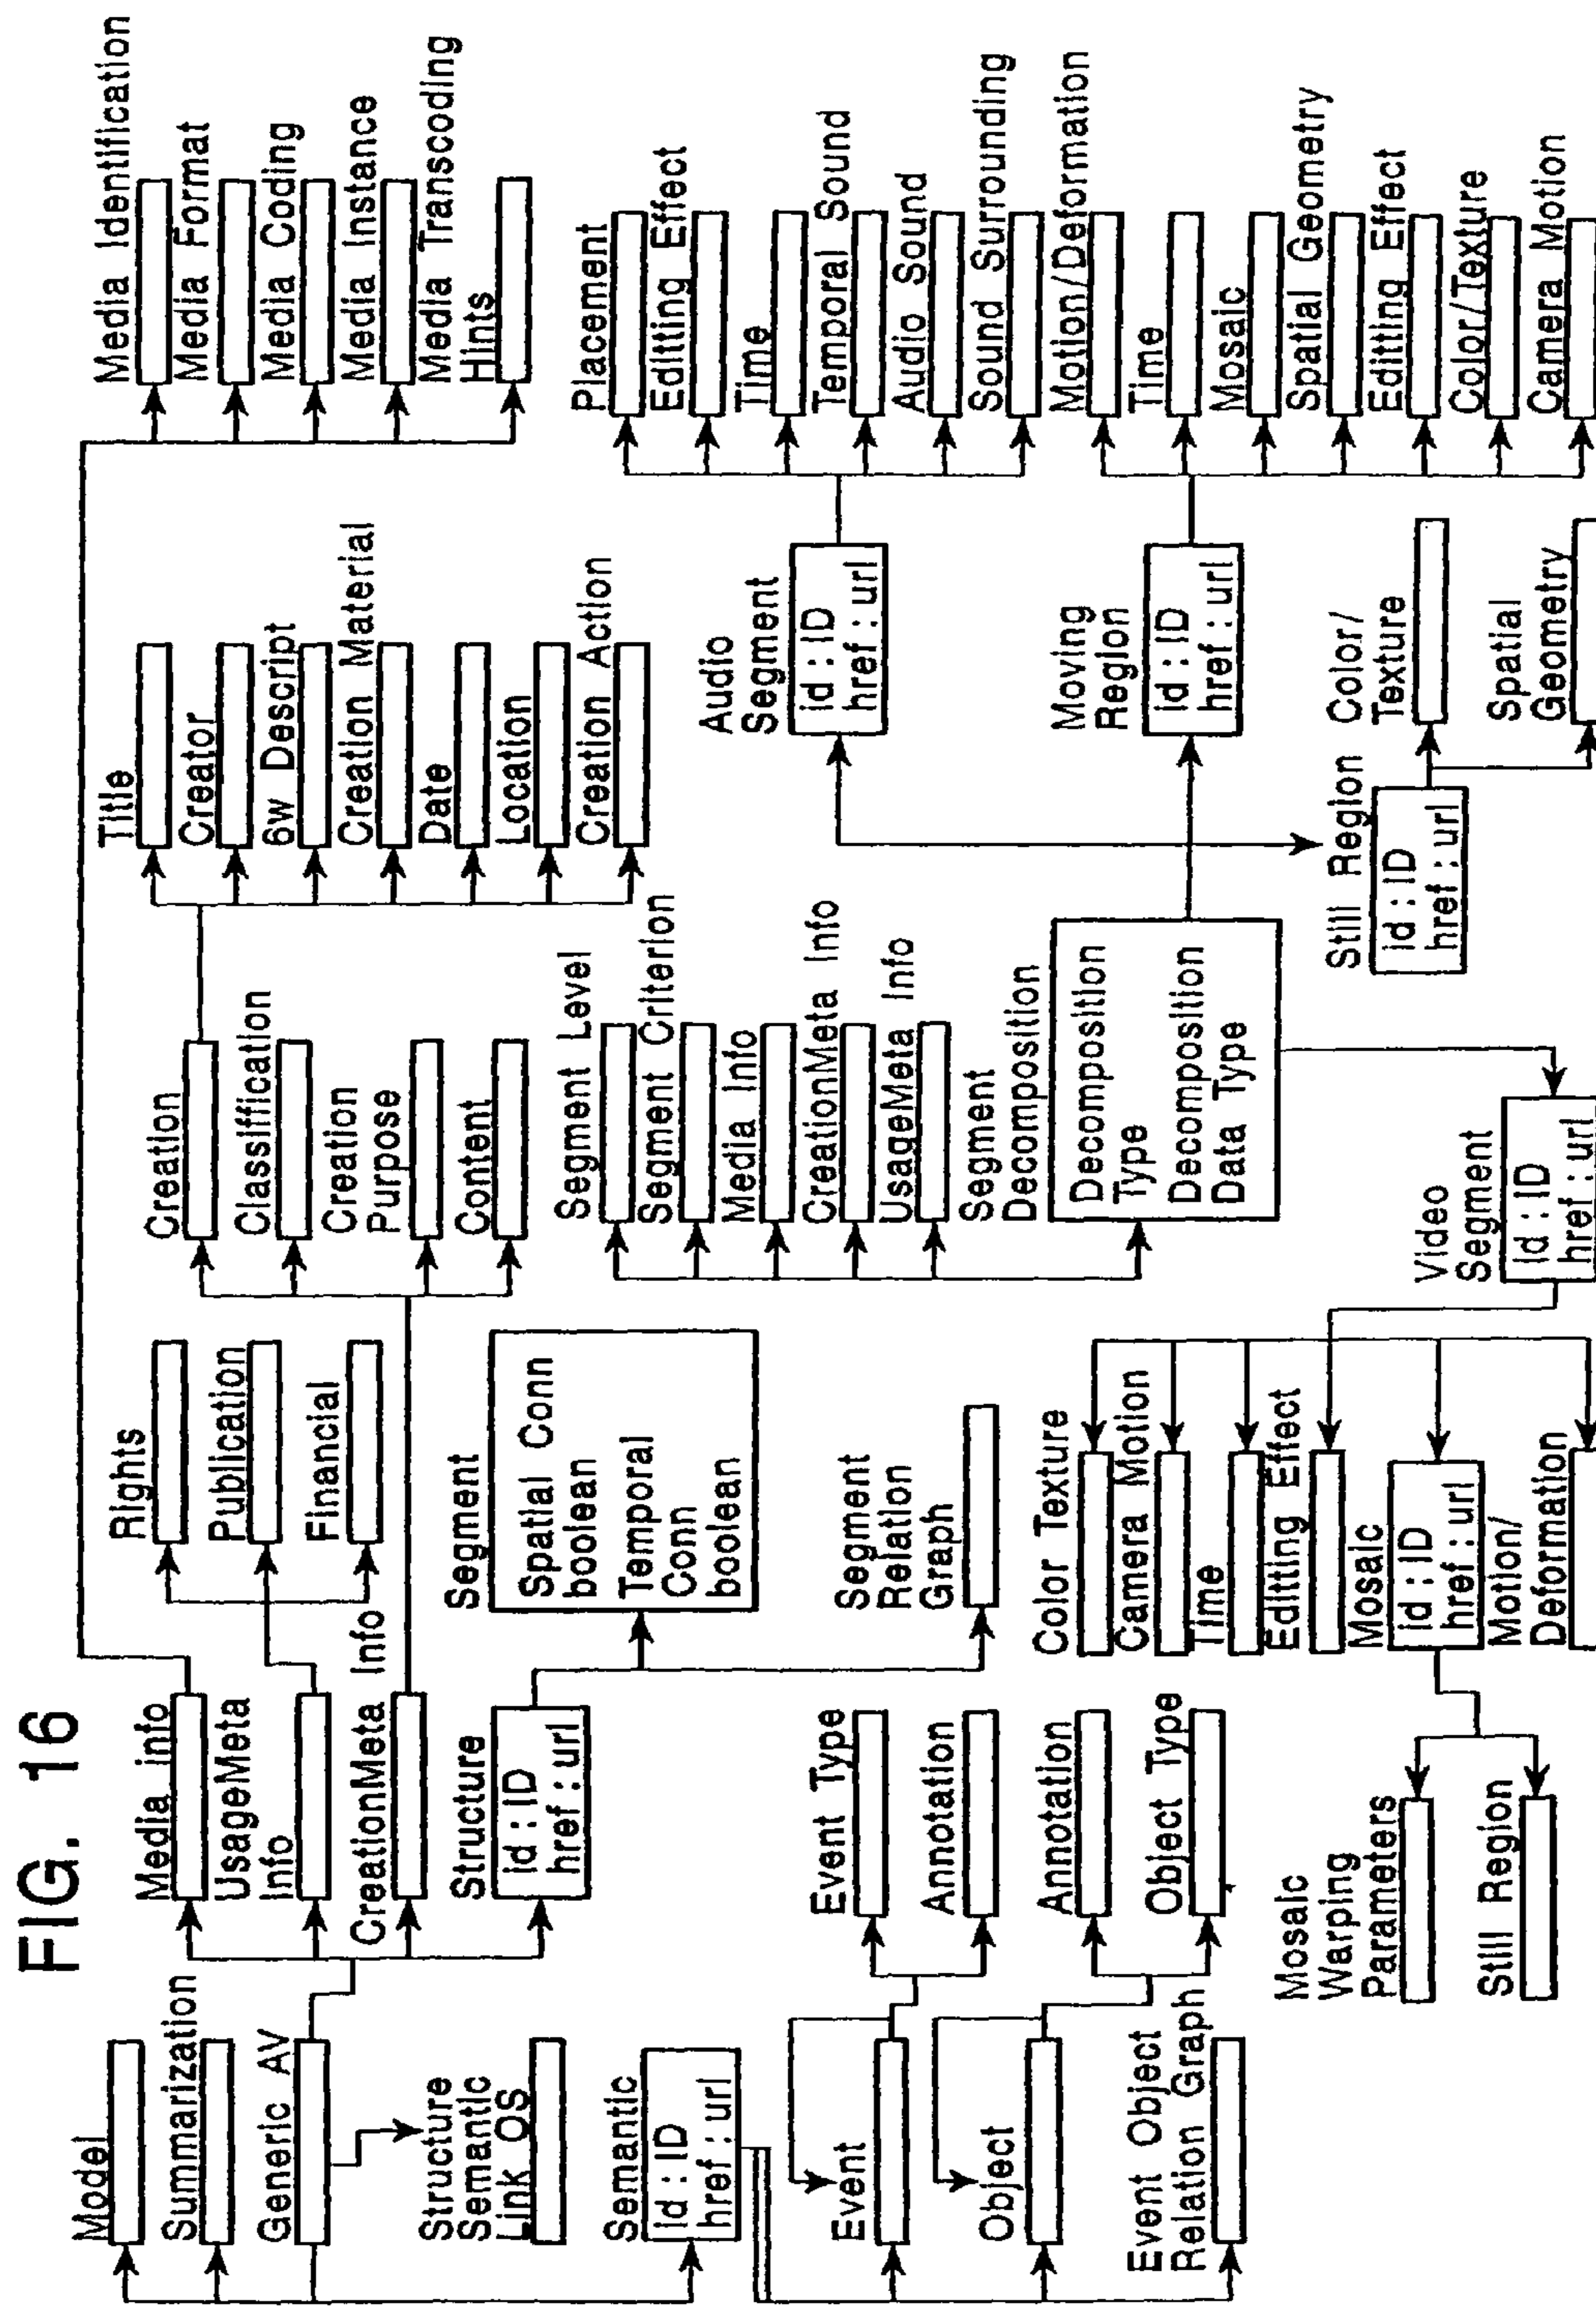 FIG. 16
Model
Summarization
Generic AV
Structure
Semantic
Link OS
Semantic
id : ID
href : url
Event
Object
Event Object
Relation Graph
Media info
UsageMeta
Info
CreationMeta Info
Structure
id : ID
href : url
Event Type
Annotation
Annotation
Object Type
Mosaic
Warping
Parameters
Still Region
Rights
Publication
Financial
Segment
Spatial Conn
boolean
Temporal
Conn
boolean
Segment
Relation
Graph
Color Texture
Camera Motion
Time
Editting Effect
Mosaic
id : ID
href : url
Motion/
Deformation
Creation
Classification
Creation
Purpose
Content
Segment Level
Segment Criterion
Media Info
CreationMeta Info
UsageMeta Info
Segment
Decomposition
Decomposition
Type
Decomposition
Data Type
Video
Segment
id : ID
href : url
Title
Creator
6w Descript
Creation Material
Date
Location
Creation Action
Audio
Segment
id : ID
href : url
Moving
Region
id : ID
href : url
Still Region
id : ID
href : url
Color/
Texture
Spatial
Geometry
Media Identification
Media Format
Media Coding
Media Instance
Media Transcoding
Hints
Placement
Editting Effect
Time
Temporal Sound
Audio Sound
Sound Surrounding
Motion/Deformation
Time
Mosaic
Spatial Geometry
Editting Effect
Color/Texture
Camera Motion